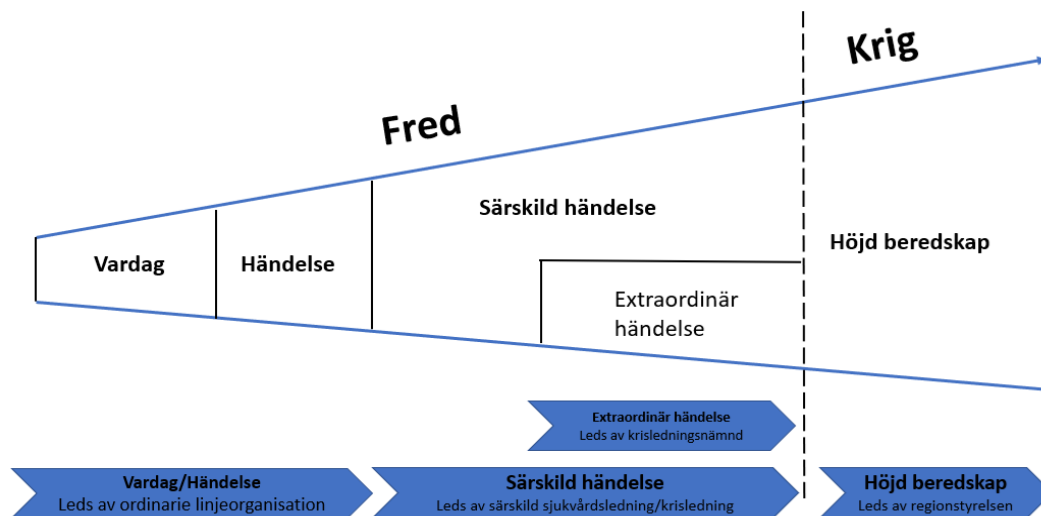 Krig
Fred
Särskild händelse
Höjd beredskap
Vardag
Händelse
Extraordinär
händelse
Extraordinär händelse
Leds av krisledningsnämnd
Vardag/Händelse
Leds av ordinarie linjeorganisation
Särskild händelse
Leds av särskild sjukvårdsledning/krisledning
Höjd beredskap
Leds av regionstyrelsen